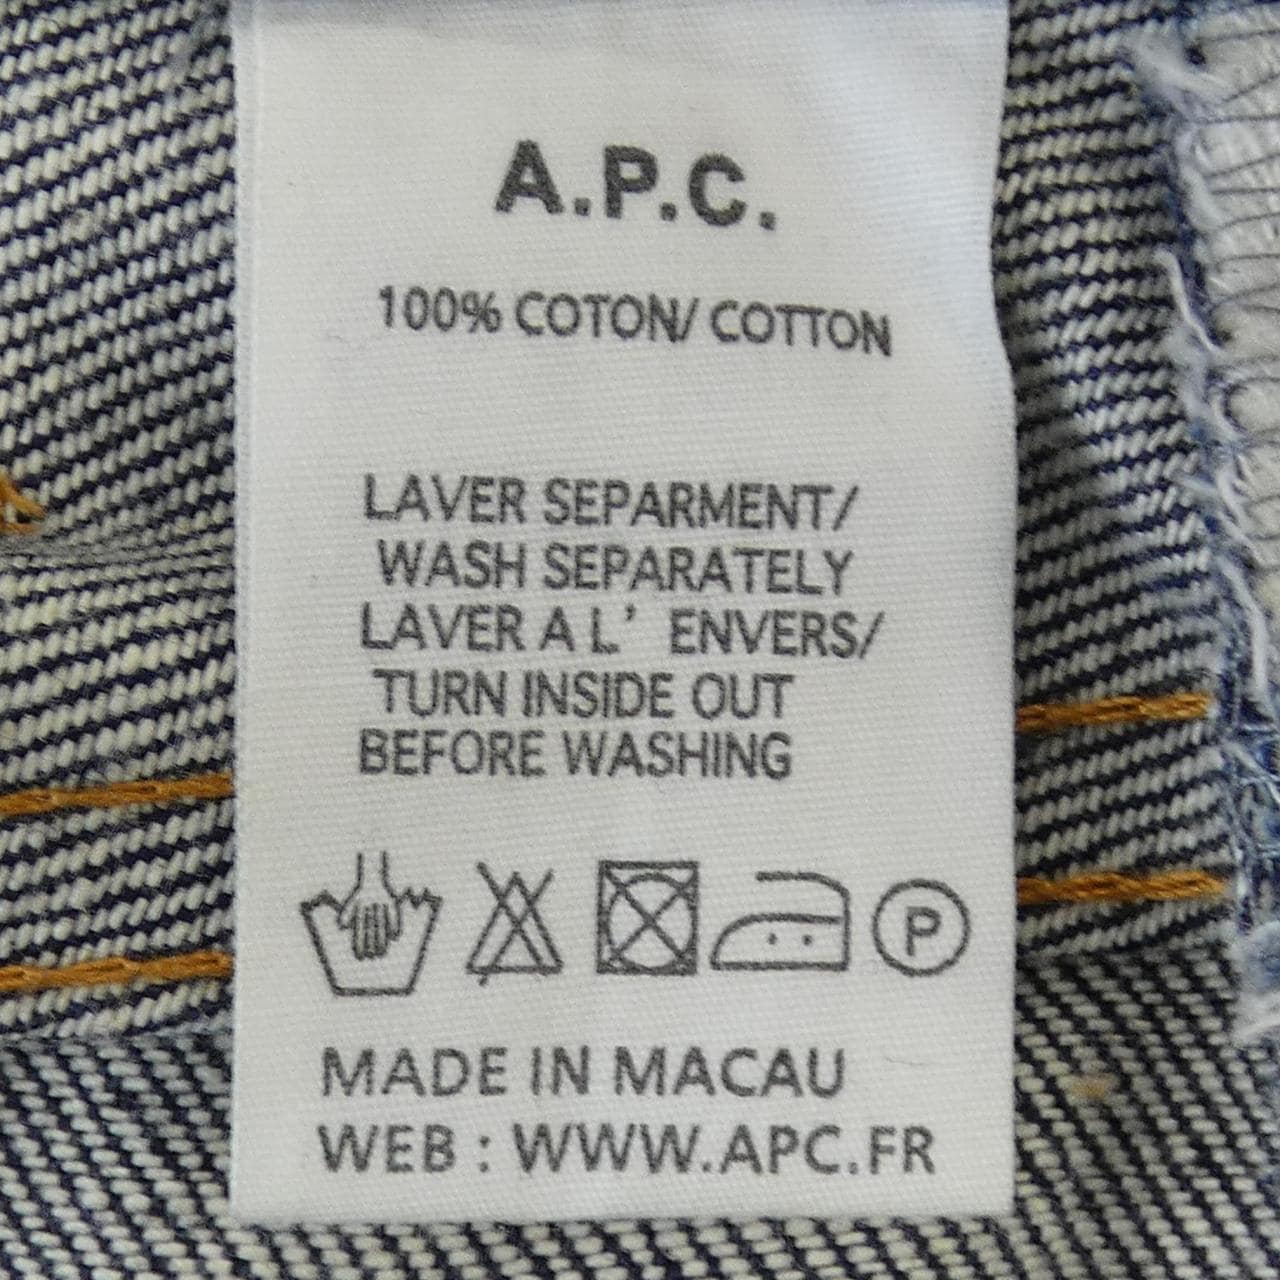 A.P.C.
100% COTON/ COTTON
LAVER SEPARMENT/
WASH SEPARATELY
LAVER A L' ENVERS/
TURN INSIDE OUT
BEFORE WASHING
P
MADE IN MACAU
WEB : WWW.APC.FR